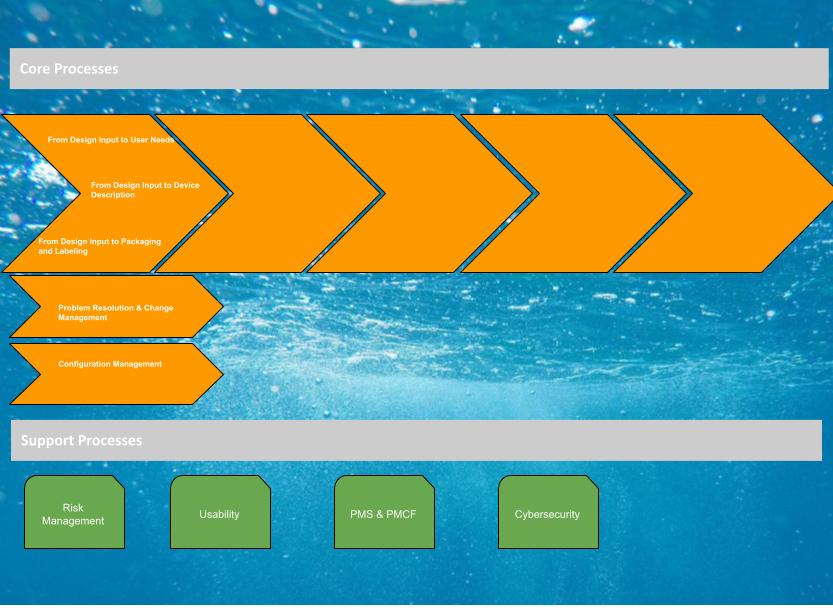 Core Processes
From Design Input to User Needs
From Design Input to Device
Description
From Design Input to Packaging
and Labeling
Problem Resolution & Change
Management
Configuration Management
Support Processes
Risk
Management
Usability
PMS & PMCF
Cybersecurity